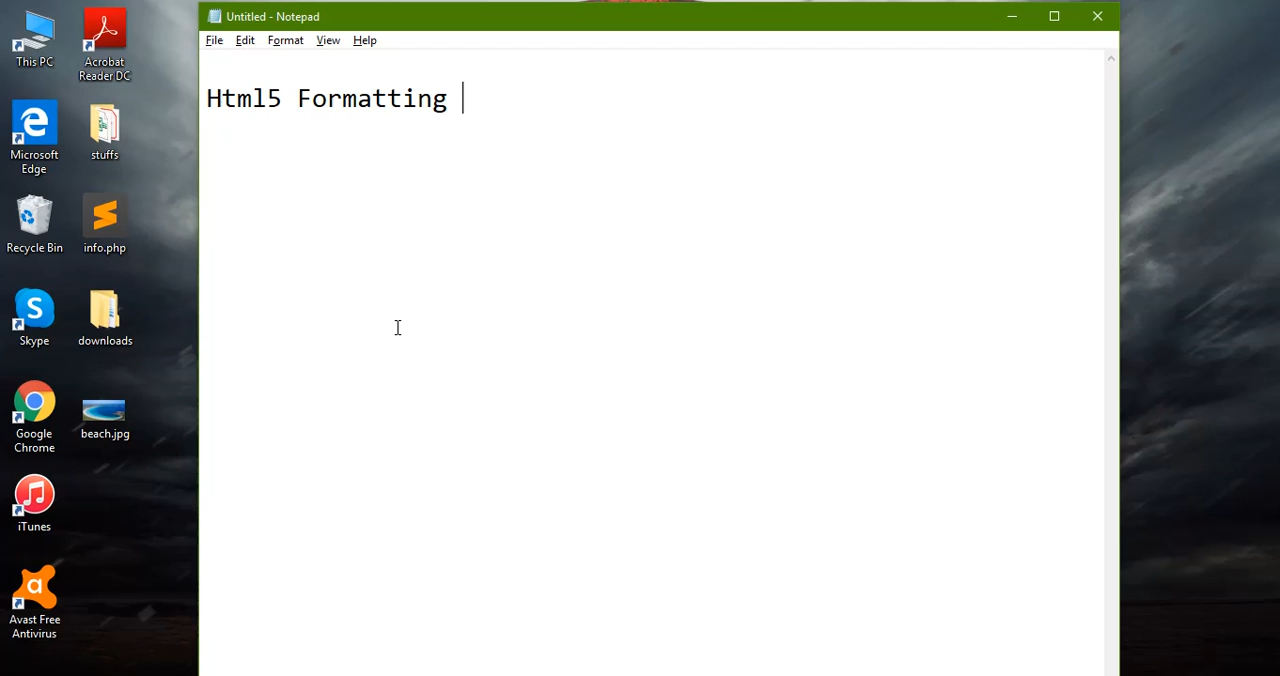 Untitled - Notepad
File Edit Format View Help
Html5 Formatting
This PC
Acrobat
Reader DC
Microsoft
Edge
stuffs
Recycle Bin
info.php
Skype
downloads
Google
Chrome
beach.jpg
iTunes
Avast Free
Antivirus